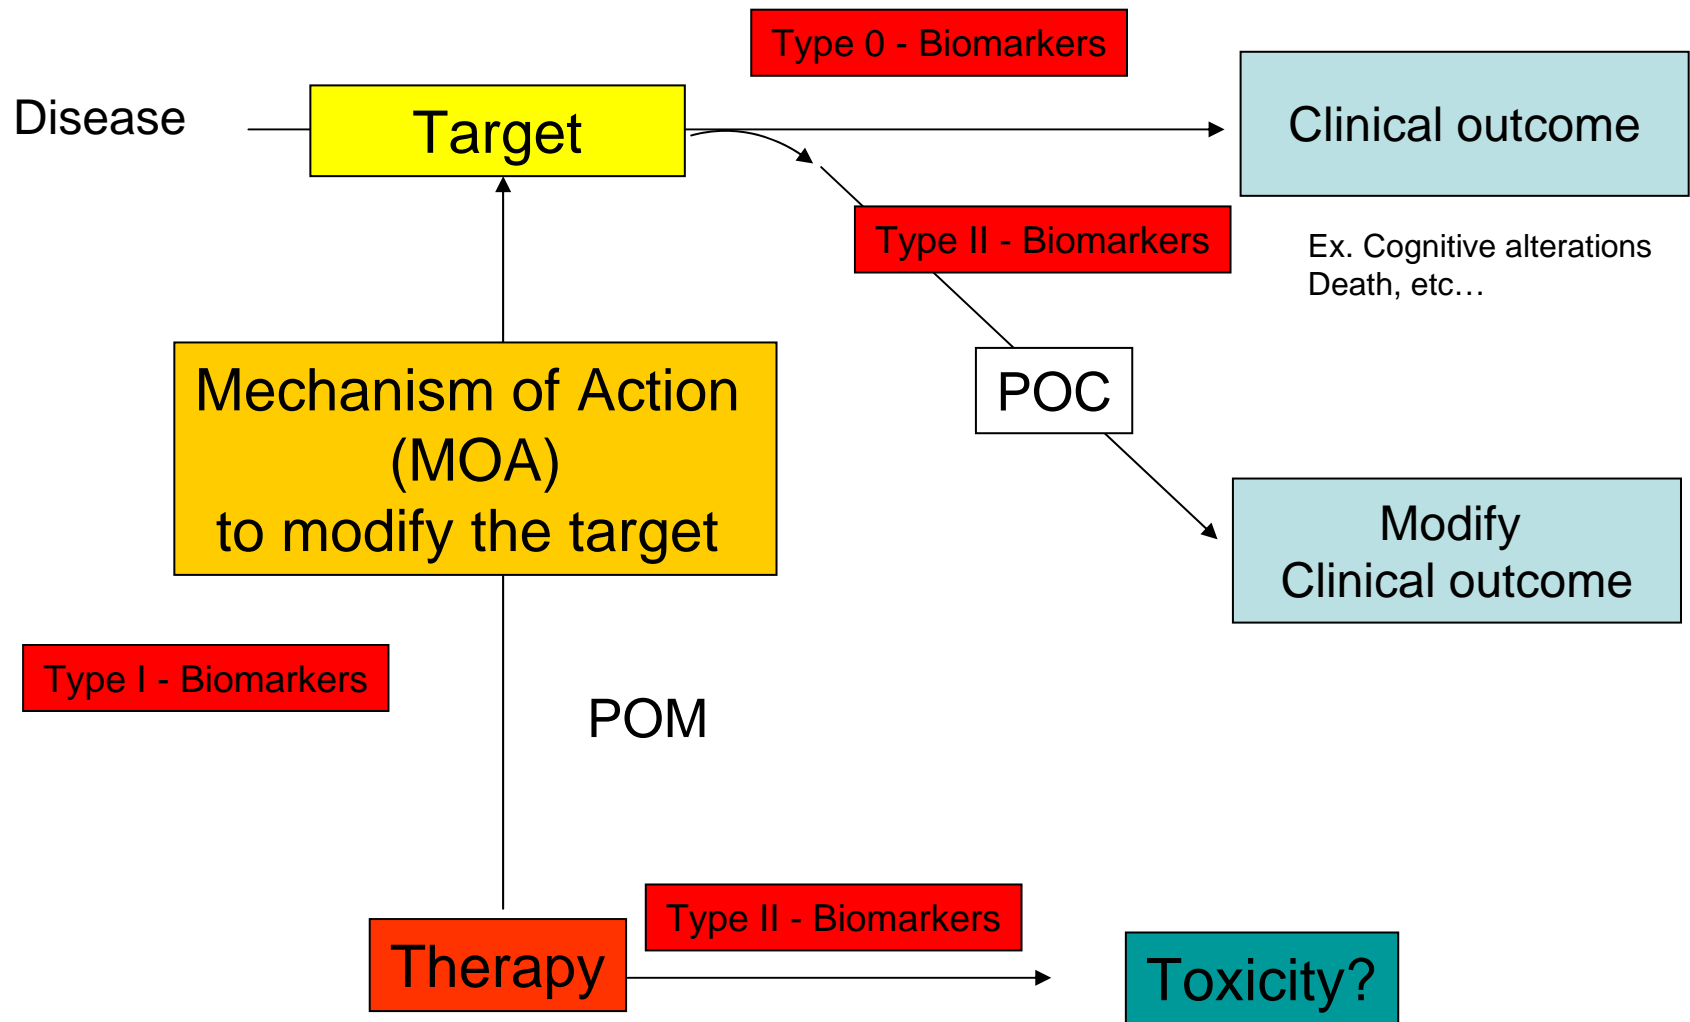 Type 0 - Biomarkers
Disease
Target
Clinical outcome
Type II - Biomarkers
Ex. Cognitive alterations
Death, etc…
Mechanism of Action
(MOA)
to modify the target
POC
Modify
Clinical outcome
Type I - Biomarkers
POM
Type II - Biomarkers
Therapy
Toxicity?